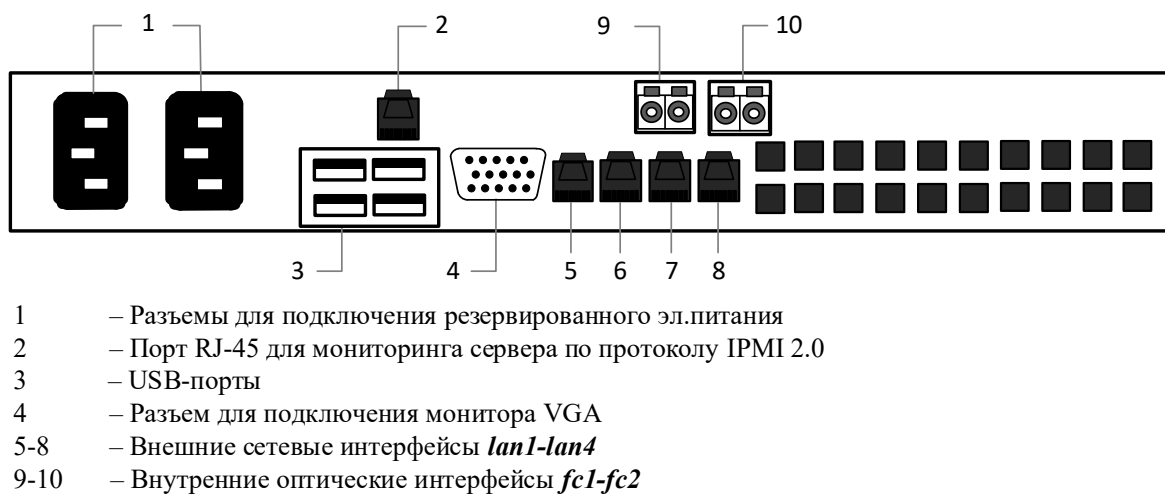 1 2 9 10
3 4 5 6 7 8
1 – Разъемы для подключения резервированного эл.питания
2 – Порт RJ-45 для мониторинга сервера по протоколу IPMI 2.0
3 – USB-порты
4 – Разъем для подключения монитора VGA
5-8 – Внешние сетевые интерфейсы lan1-lan4
9-10 – Внутренние оптические интерфейсы fc1-fc2